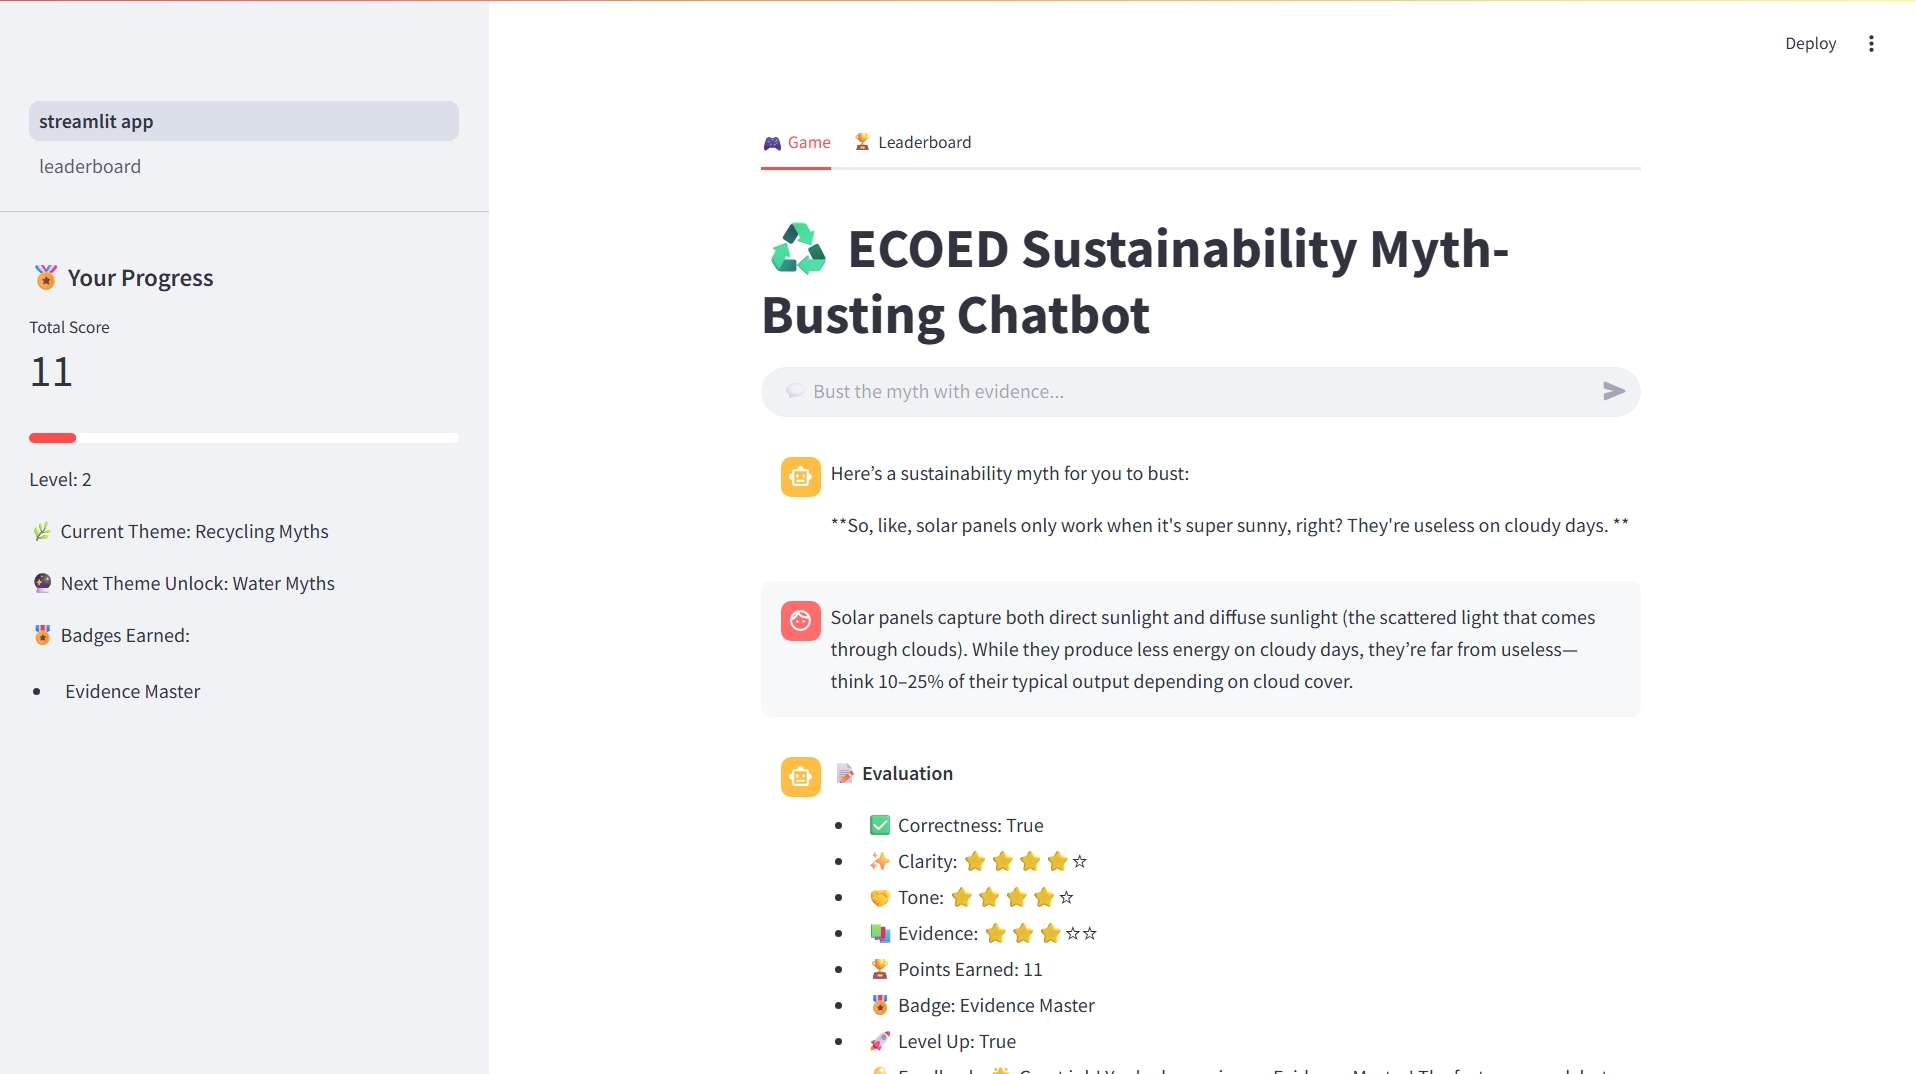 Deploy
streamlit app
leaderboard
Your Progress
Total Score
11
Level: 2
Current Theme: Recycling Myths
Next Theme Unlock: Water Myths
Badges Earned:
Evidence Master
Game
Leaderboard
ECOED Sustainability Myth-
Busting Chatbot
Bust the myth with evidence...
Here’s a sustainability myth for you to bust:
**So, like, solar panels only work when it's super sunny, right? They're useless on cloudy days. **
Solar panels capture both direct sunlight and diffuse sunlight (the scattered light that comes
through clouds). While they produce less energy on cloudy days, they’re far from useless—
think 10–25% of their typical output depending on cloud cover.
Evaluation
Correctness: True
Clarity:
Tone:
Evidence:
Points Earned: 11
Badge: Evidence Master
Level Up: True